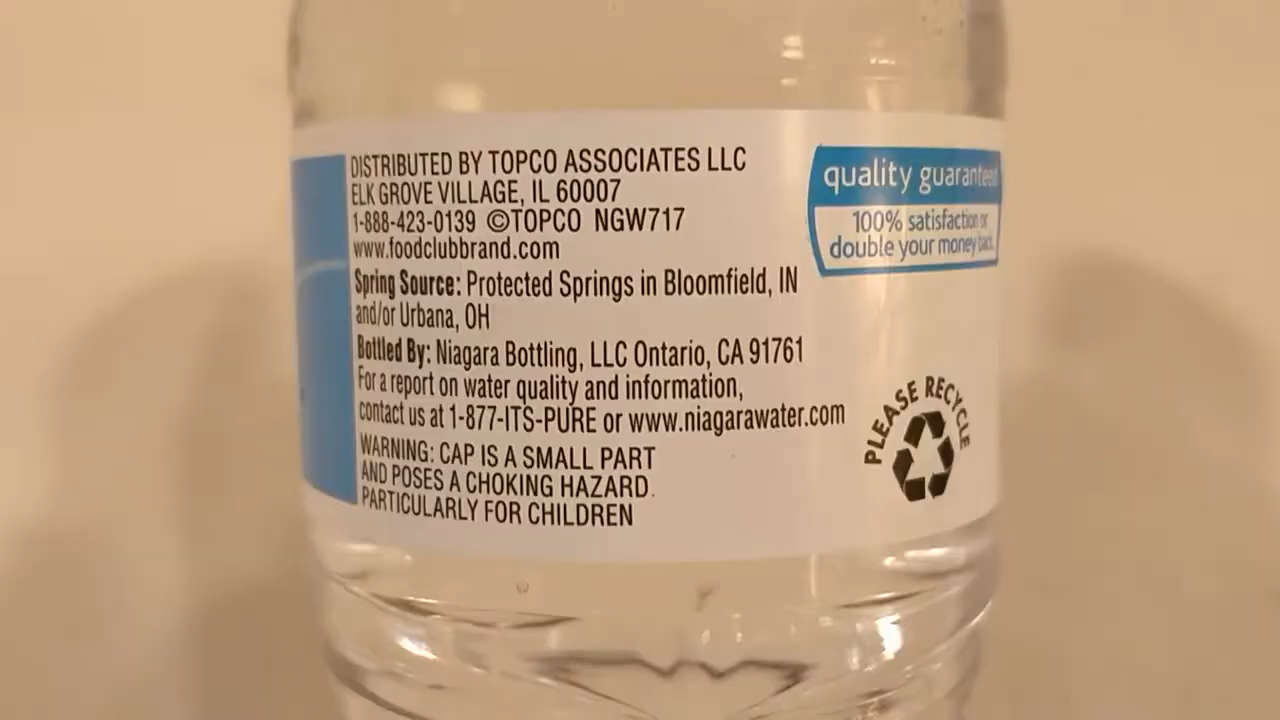 DISTRIBUTED BY TOPCO ASSOCIATES LLC
ELK GROVE VILLAGE, IL 60007
1-888-423-0139 ©TOPCO NGW717
www.foodclubbrand.com
Spring Source: Protected Springs in Bloomfield, IN
and/or Urbana, OH
Bottled By: Niagara Bottling, LLC Ontario, CA 91761
For a report on water quality and information,
contact us at 1-877-ITS-PURE or www.niagarawater.com
WARNING: CAP IS A SMALL PART
AND POSES A CHOKING HAZARD.
PARTICULARLY FOR CHILDREN
quality guaranteed
100% satisfaction or
double your money back.
PLEASE RECYCLE